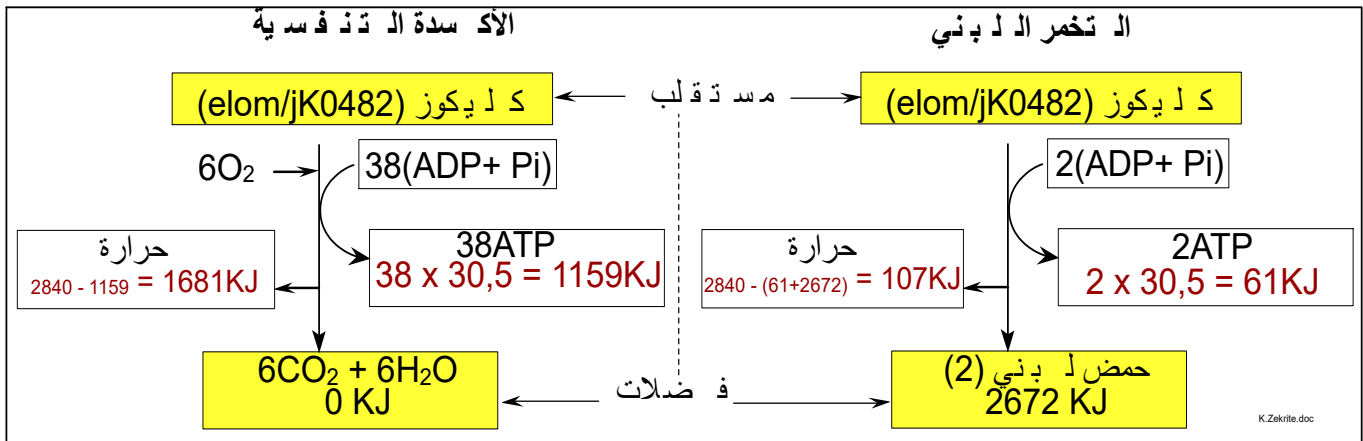 التخمر اللبني
الأكسدة التنفسية
كليكوز (elom/jK0482)
مستقلب
كليكوز (elom/jK0482)
2(ADP+ Pi)
6O₂
38(ADP+ Pi)
2ATP
2 x 30,5 = 61KJ
حرارة
2840 - (61+2672) = 107KJ
38ATP
38 x 30,5 = 1159KJ
حرارة
2840 - 1159 = 1681KJ
حمض لبني (2)
2672 KJ
فضلات
6CO₂ + 6H₂O
0 KJ
K.Zekrite.doc